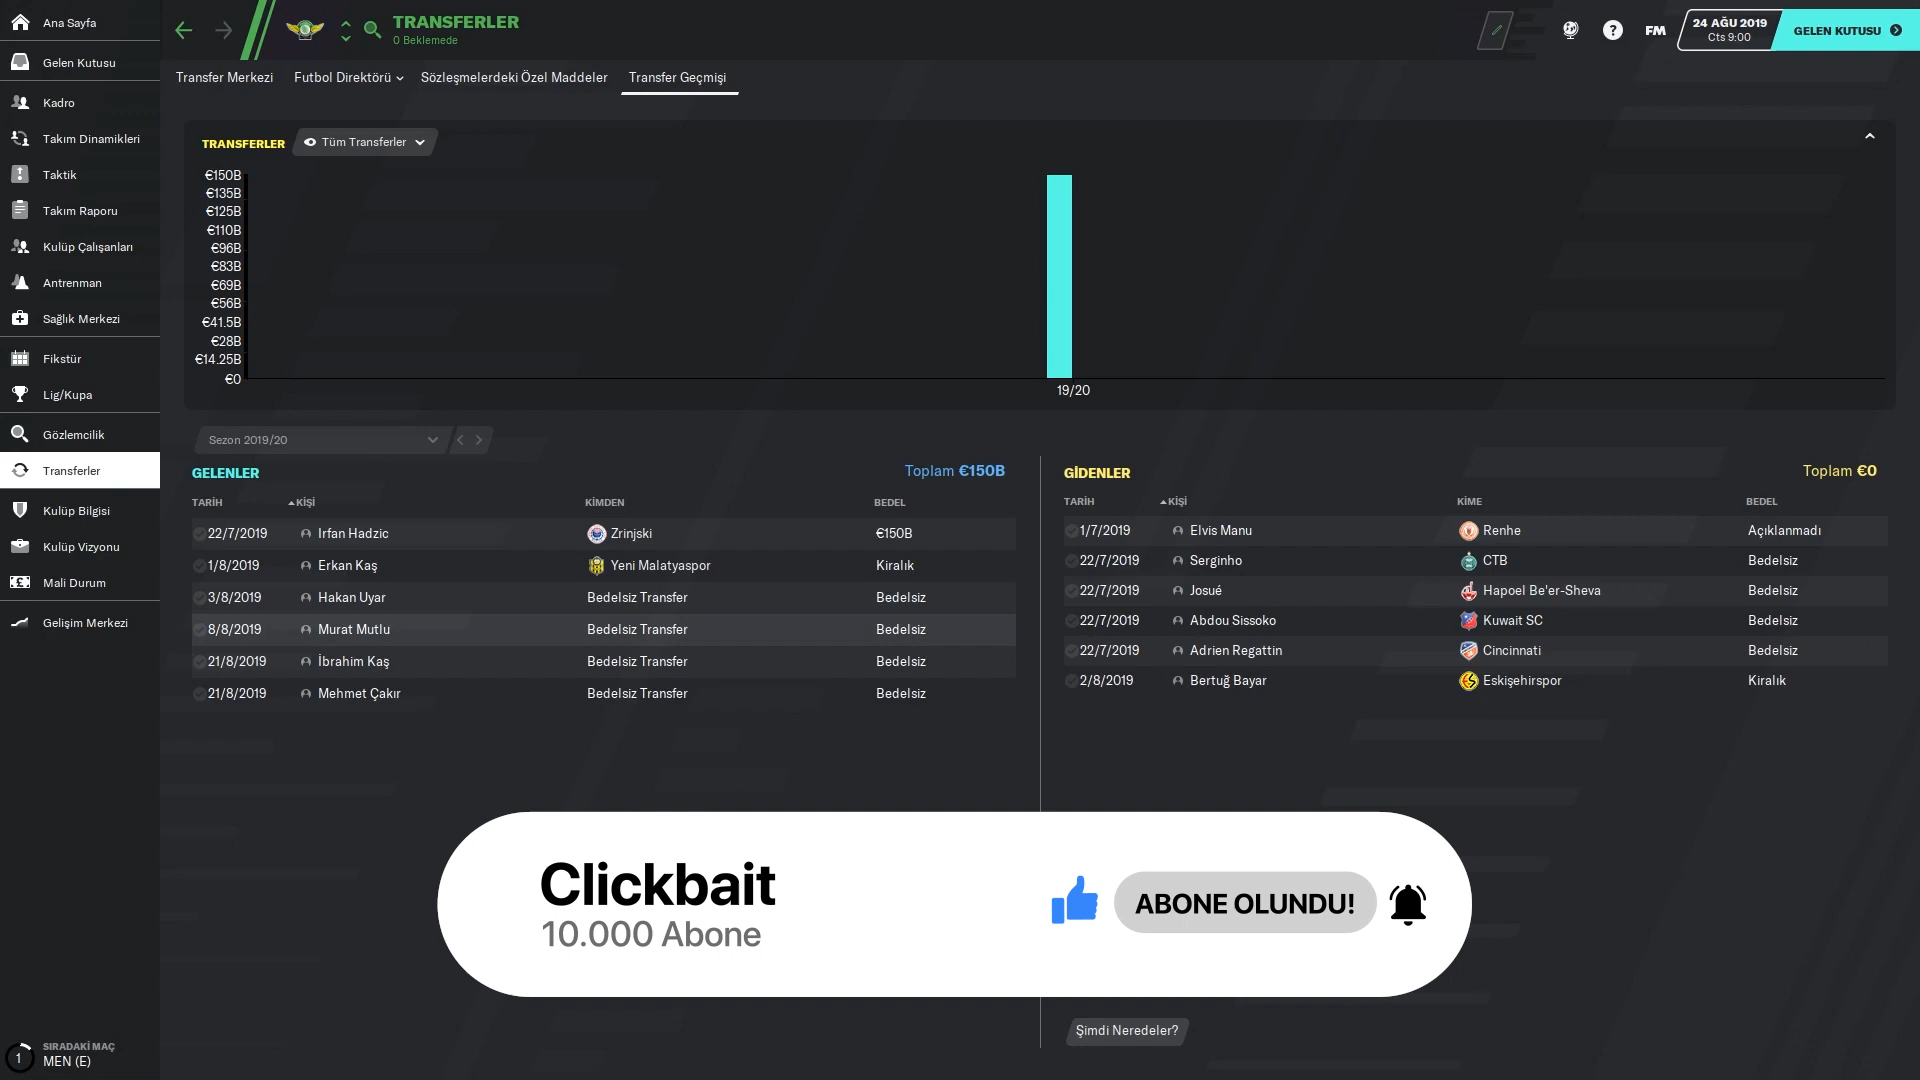 Ana Sayfa
Gelen Kutusu
Kadro
Takım Dinamikleri
Taktik
Takım Raporu
Kulüp Çalışanları
Antrenman
Sağlık Merkezi
Fikstür
Lig/Kupa
Gözlemcilik
Transferler
Kulüp Bilgisi
Kulüp Vizyonu
Mali Durum
Gelişim Merkezi
1
SIRADAKİ MAÇ
MEN (E)
TRANSFERLER
0 Beklemede
?
FM
24 AĞU 2019
Cts 9:00
GELEN KUTUSU
Transfer Merkezi Futbol Direktörü Sözleşmelerdeki Özel Maddeler Transfer Geçmişi
TRANSFERLER Tüm Transferler
€150B
€135B
€125B
€110B
€96B
€83B
€69B
€56B
€41.5B
€28B
€14.25B
€0
19/20
Sezon 2019/20
GELENLER Toplam €150B
TARİH KİŞİ KİMDEN BEDEL
22/7/2019 Irfan Hadzic Zrinjski €150B
1/8/2019 Erkan Kaş Yeni Malatyaspor Kiralık
3/8/2019 Hakan Uyar Bedelsiz Transfer Bedelsiz
8/8/2019 Murat Mutlu Bedelsiz Transfer Bedelsiz
21/8/2019 İbrahim Kaş Bedelsiz Transfer Bedelsiz
21/8/2019 Mehmet Çakır Bedelsiz Transfer Bedelsiz
GİDENLER Toplam €0
TARİH KİŞİ KİME BEDEL
1/7/2019 Elvis Manu Renhe Açıklanmadı
22/7/2019 Serginho CTB Bedelsiz
22/7/2019 Josué Hapoel Be'er-Sheva Bedelsiz
22/7/2019 Abdou Sissoko Kuwait SC Bedelsiz
22/7/2019 Adrien Regattin Cincinnati Bedelsiz
2/8/2019 Bertuğ Bayar Eskişehirspor Kiralık
Clickbait
10.000 Abone
ABONE OLUNDU!
Şimdi Neredeler?